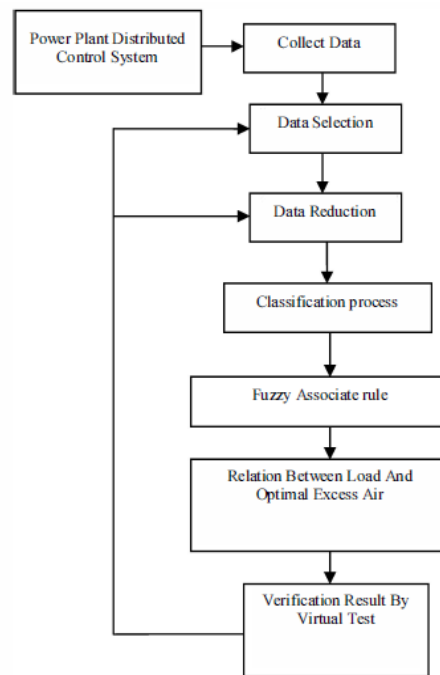 Power Plant Distributed
Control System
Collect Data
Data Selection
Data Reduction
Classification process
Fuzzy Associate rule
Relation Between Load And
Optimal Excess Air
Verification Result By
Virtual Test